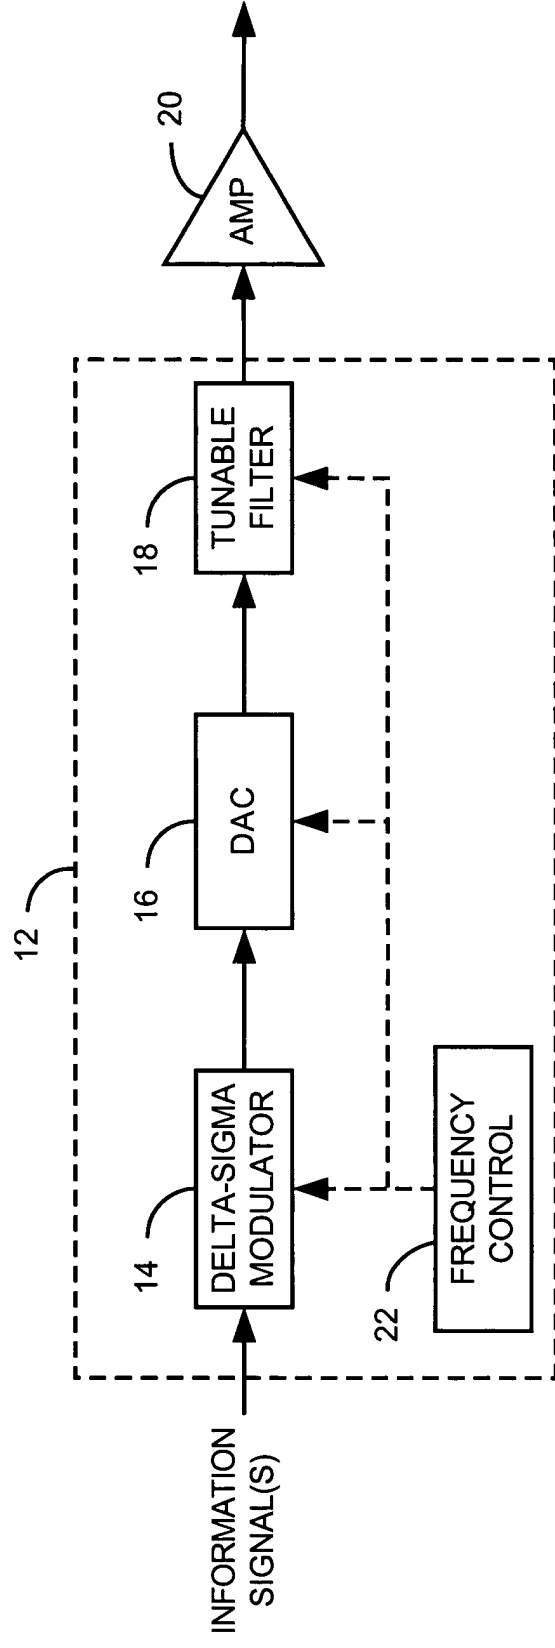 12
INFORMATION
SIGNAL(S)
14
DELTA-SIGMA
MODULATOR
16
DAC
18
TUNABLE
FILTER
20
AMP
22
FREQUENCY
CONTROL